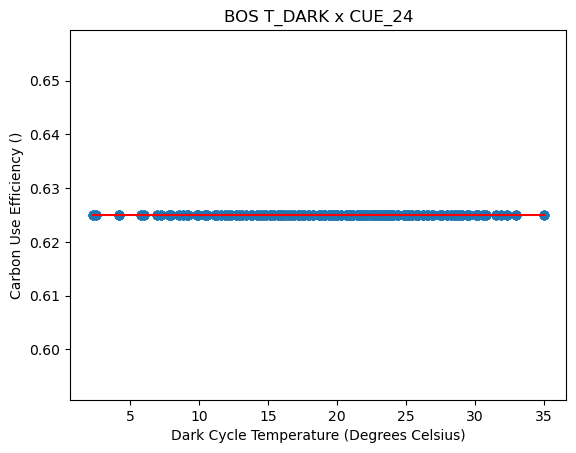 BOS T_DARK x CUE_24
Carbon Use Efficiency ()
0.65
0.64
0.63
0.62
0.61
0.60
5 10 15 20 25 30 35
Dark Cycle Temperature (Degrees Celsius)